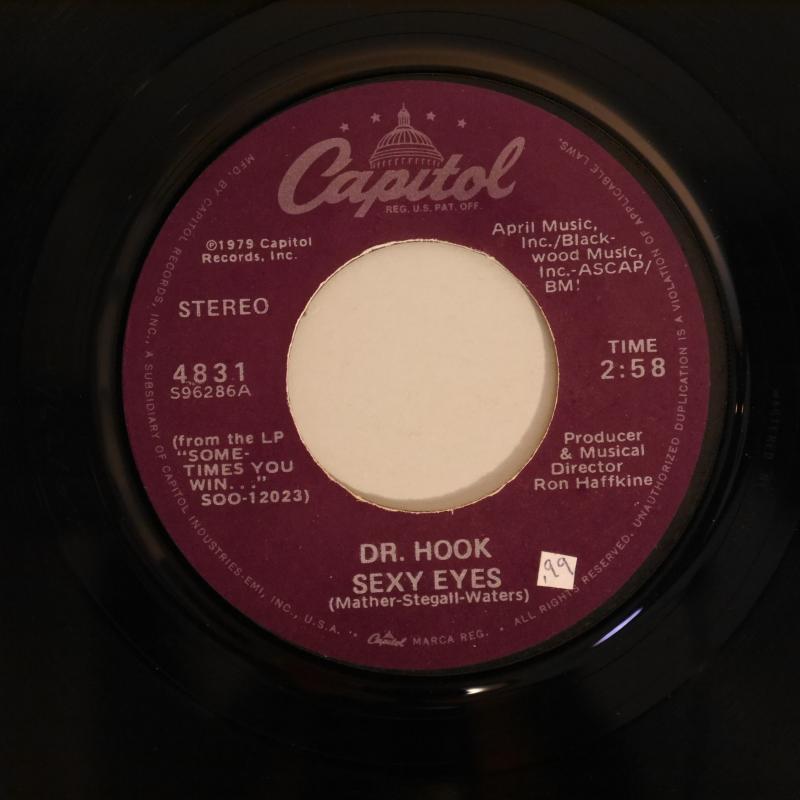 Capitol
REG. U.S. PAT. OFF.
℗1979 Capitol
Records, Inc.
April Music,
Inc./Black-
wood Music,
Inc.-ASCAP/
BM!
STEREO
4831
S96286A
TIME
2:58
(from the LP
"SOME-
TIMES YOU
WIN..."
SOO-12023)
Producer
& Musical
Director
Ron Haffkine
DR. HOOK
SEXY EYES
(Mather-Stegall-Waters)
.99
MFD. BY CAPITOL RECORDS, INC., A SUBSIDIARY OF CAPITOL INDUSTRIES-EMI, INC., U.S.A. • Capitol MARCA REG. • ALL RIGHTS RESERVED. UNAUTHORIZED DUPLICATION IS A VIOLATION OF APPLICABLE LAWS.